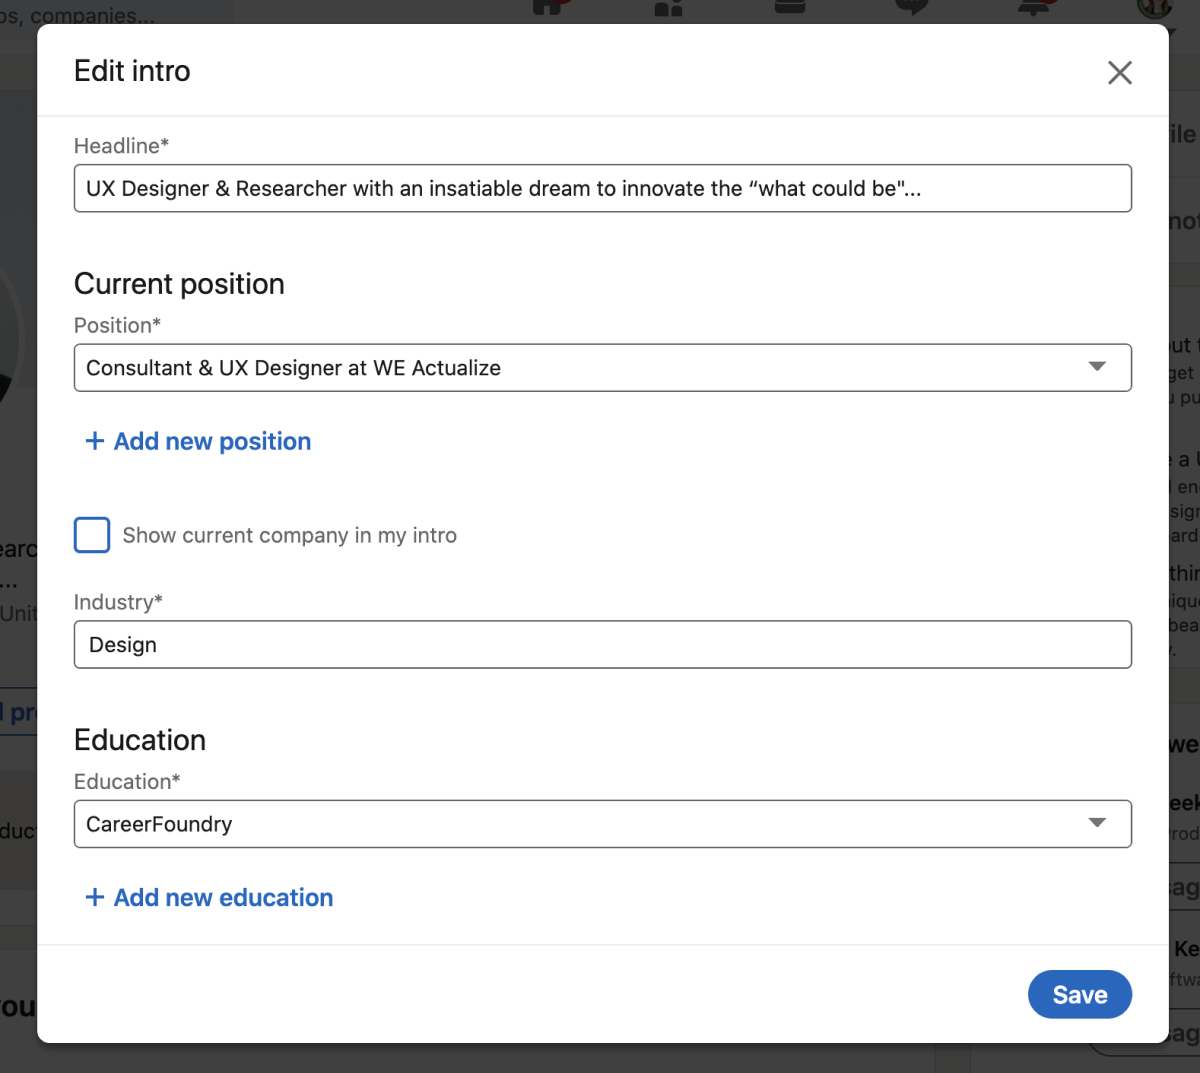 companies...
Edit intro
Headline*
UX Designer & Researcher with an insatiable dream to innovate the “what could be"...
Current position
Position*
Consultant & UX Designer at WE Actualize
+ Add new position
Show current company in my intro
Industry*
Design
Education
Education*
CareerFoundry
+ Add new education
Save